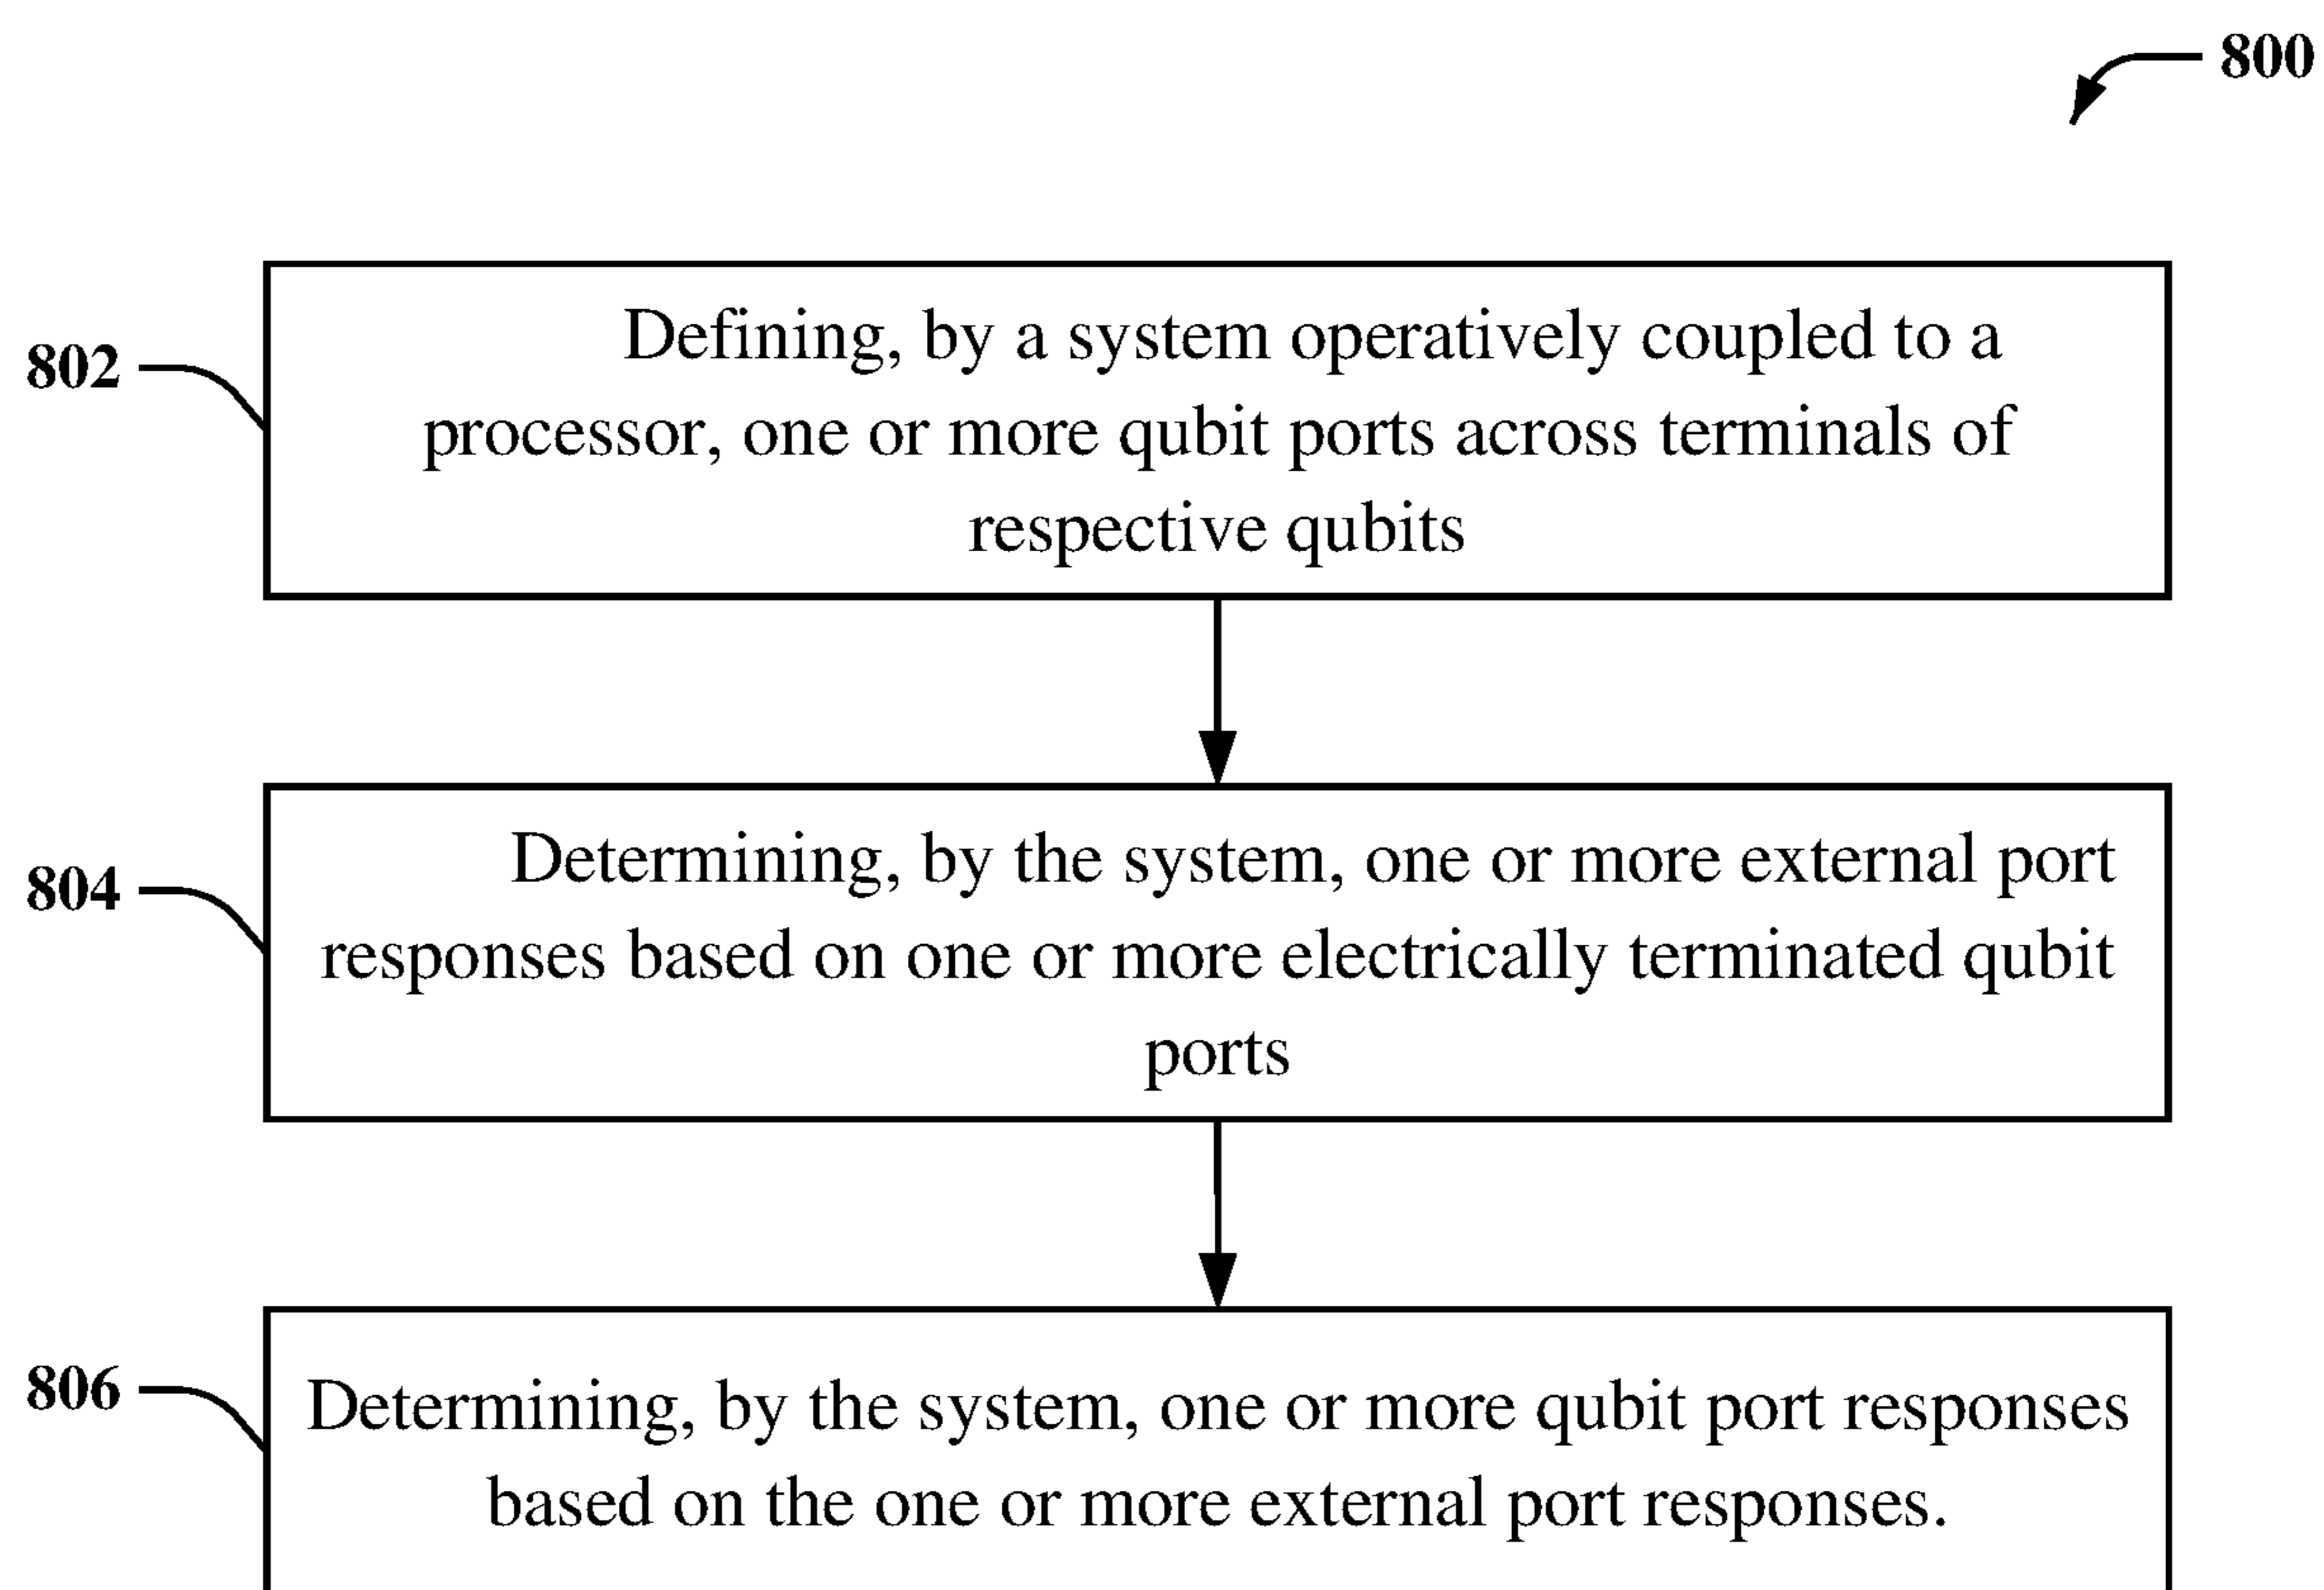 800
802
Defining, by a system operatively coupled to a
processor, one or more qubit ports across terminals of
respective qubits
804
Determining, by the system, one or more external port
responses based on one or more electrically terminated qubit
ports
806
Determining, by the system, one or more qubit port responses
based on the one or more external port responses.